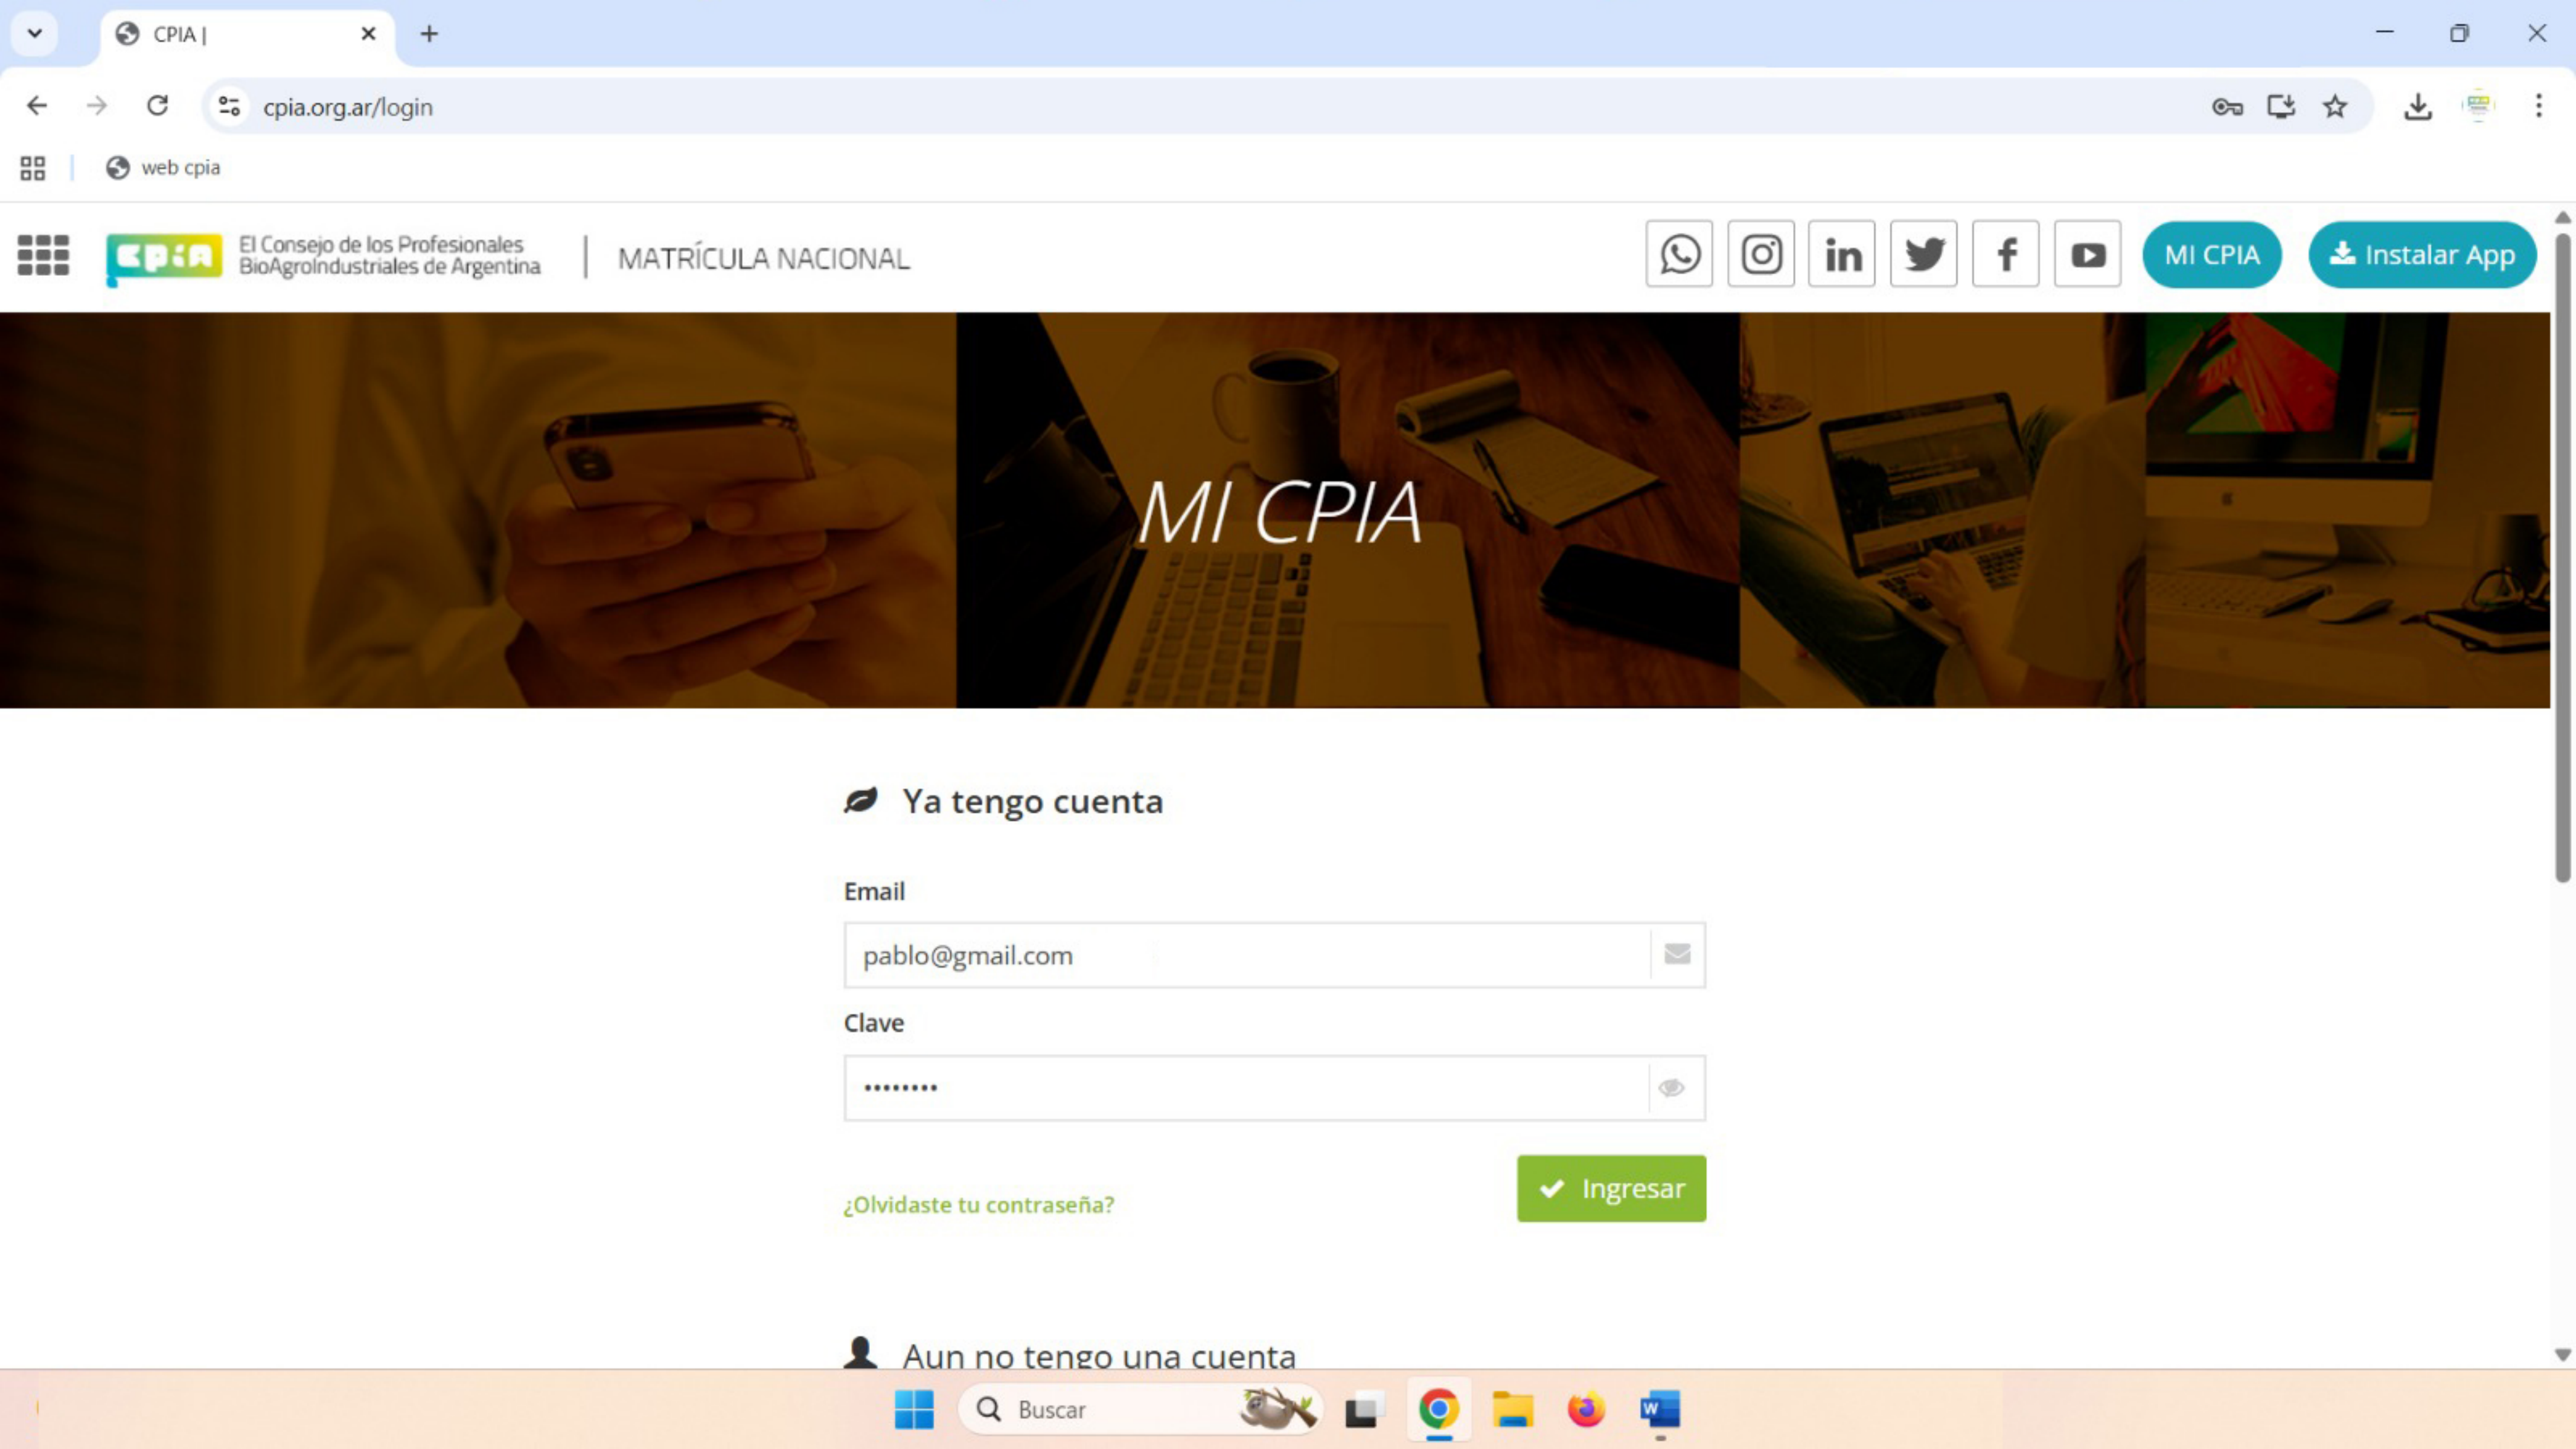 CPIA |
cpia.org.ar/login
web cpia
cpia
El Consejo de los Profesionales
BioAgroIndustriales de Argentina
MATRÍCULA NACIONAL
MI CPIA
Instalar App
MI CPIA
Ya tengo cuenta
Email
pablo@gmail.com
Clave
••••••••
¿Olvidaste tu contraseña?
Ingresar
Aun no tengo una cuenta
Buscar